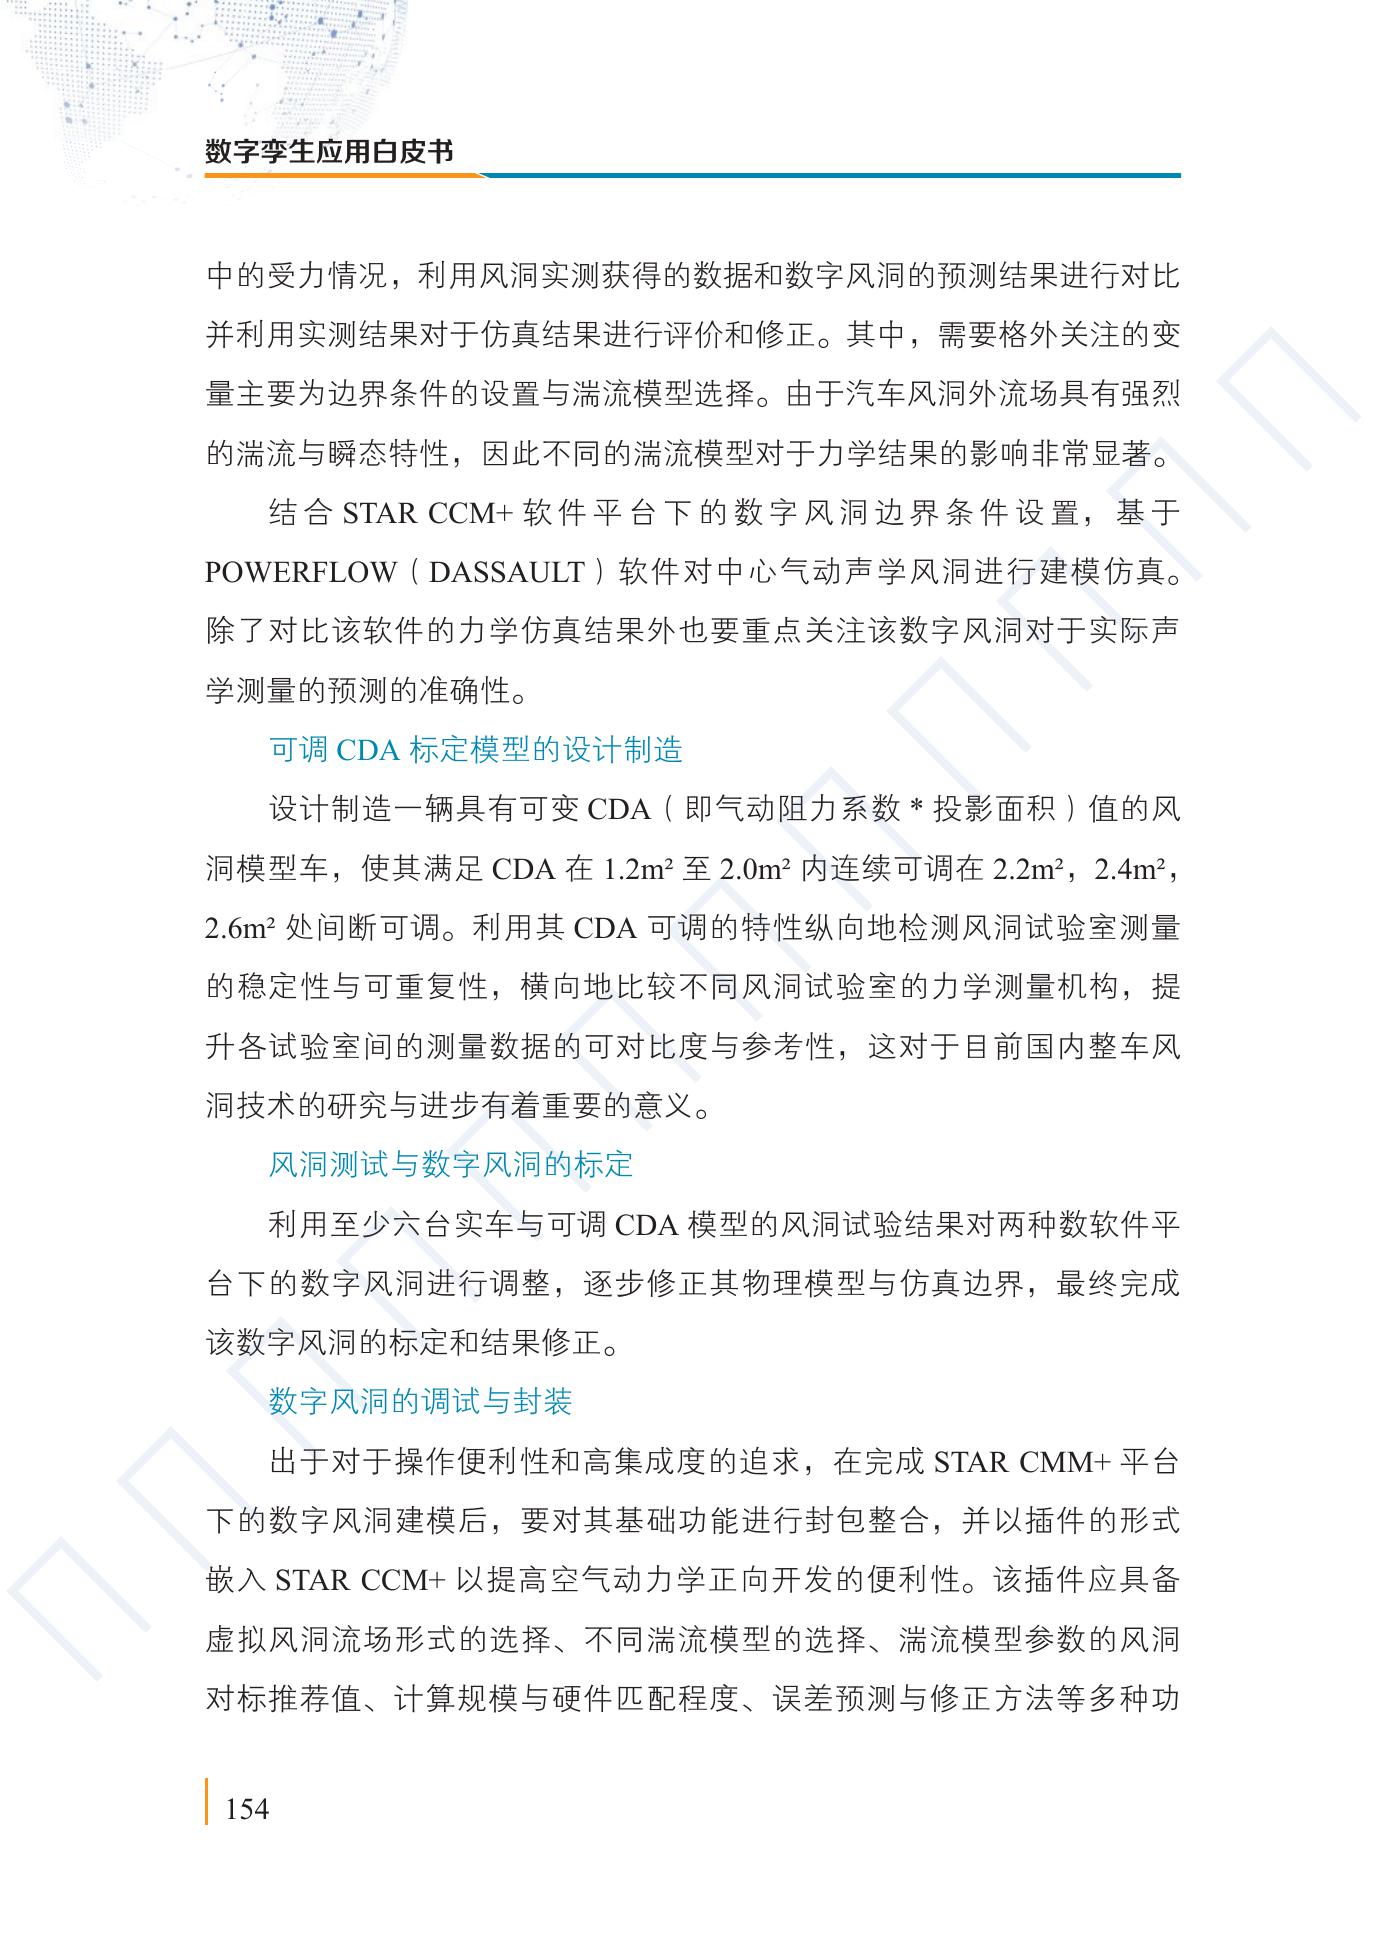 数字孪生应用白皮书
中的受力情况，利用风洞实测获得的数据和数字风洞的预测结果进行对比
并利用实测结果对于仿真结果进行评价和修正。其中，需要格外关注的变
量主要为边界条件的设置与湍流模型选择。由于汽车风洞外流场具有强烈
的湍流与瞬态特性，因此不同的湍流模型对于力学结果的影响非常显著。
结合 STAR CCM+ 软件平台下的数字风洞边界条件设置，基于
POWERFLOW（DASSAULT）软件对中心气动声学风洞进行建模仿真。
除了对比该软件的力学仿真结果外也要重点关注该数字风洞对于实际声
学测量的预测的准确性。
可调 CDA 标定模型的设计制造
设计制造一辆具有可变 CDA（即气动阻力系数 * 投影面积）值的风
洞模型车，使其满足 CDA 在 1.2m² 至 2.0m² 内连续可调在 2.2m²，2.4m²，
2.6m² 处间断可调。利用其 CDA 可调的特性纵向地检测风洞试验室测量
的稳定性与可重复性，横向地比较不同风洞试验室的力学测量机构，提
升各试验室间的测量数据的可对比度与参考性，这对于目前国内整车风
洞技术的研究与进步有着重要的意义。
风洞测试与数字风洞的标定
利用至少六台实车与可调 CDA 模型的风洞试验结果对两种数软件平
台下的数字风洞进行调整，逐步修正其物理模型与仿真边界，最终完成
该数字风洞的标定和结果修正。
数字风洞的调试与封装
出于对于操作便利性和高集成度的追求，在完成 STAR CMM+ 平台
下的数字风洞建模后，要对其基础功能进行封包整合，并以插件的形式
嵌入 STAR CCM+ 以提高空气动力学正向开发的便利性。该插件应具备
虚拟风洞流场形式的选择、不同湍流模型的选择、湍流模型参数的风洞
对标推荐值、计算规模与硬件匹配程度、误差预测与修正方法等多种功
154